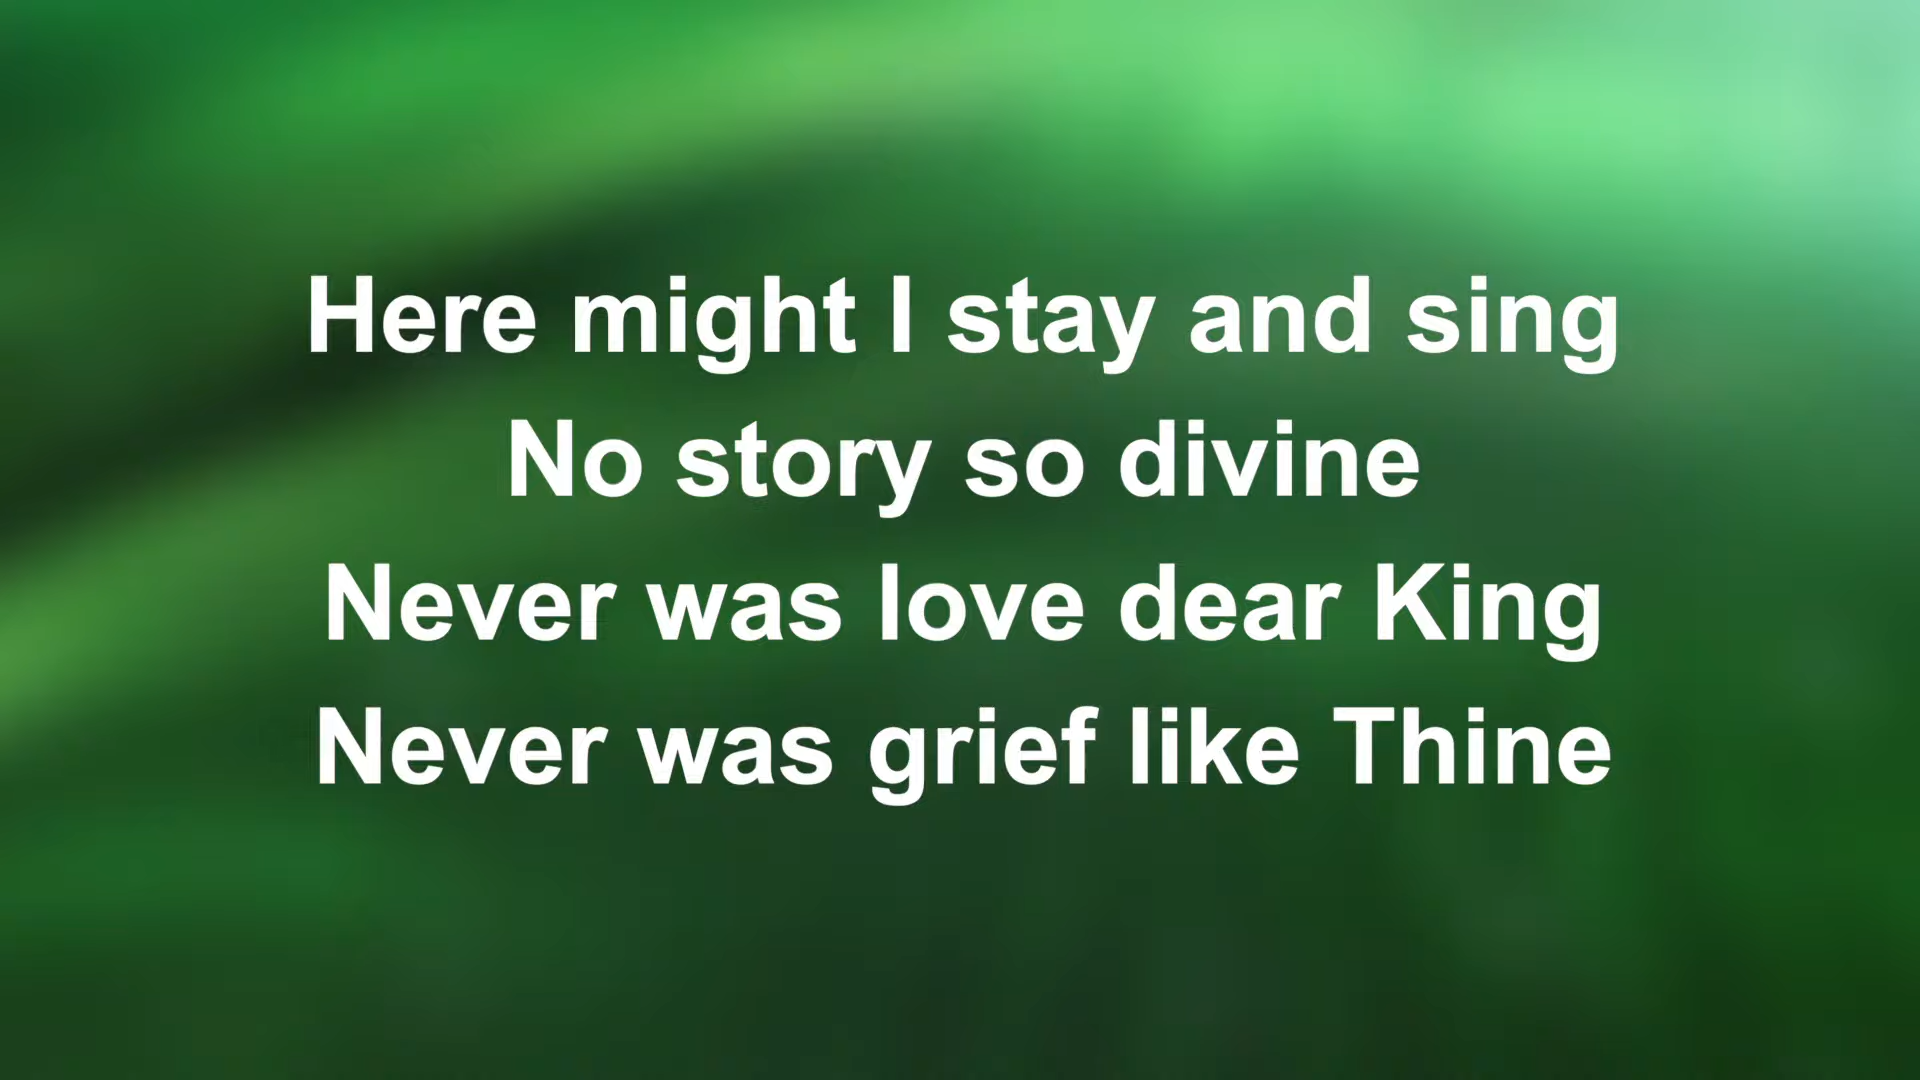 Here might I stay and sing
No story so divine
Never was love dear King
Never was grief like Thine